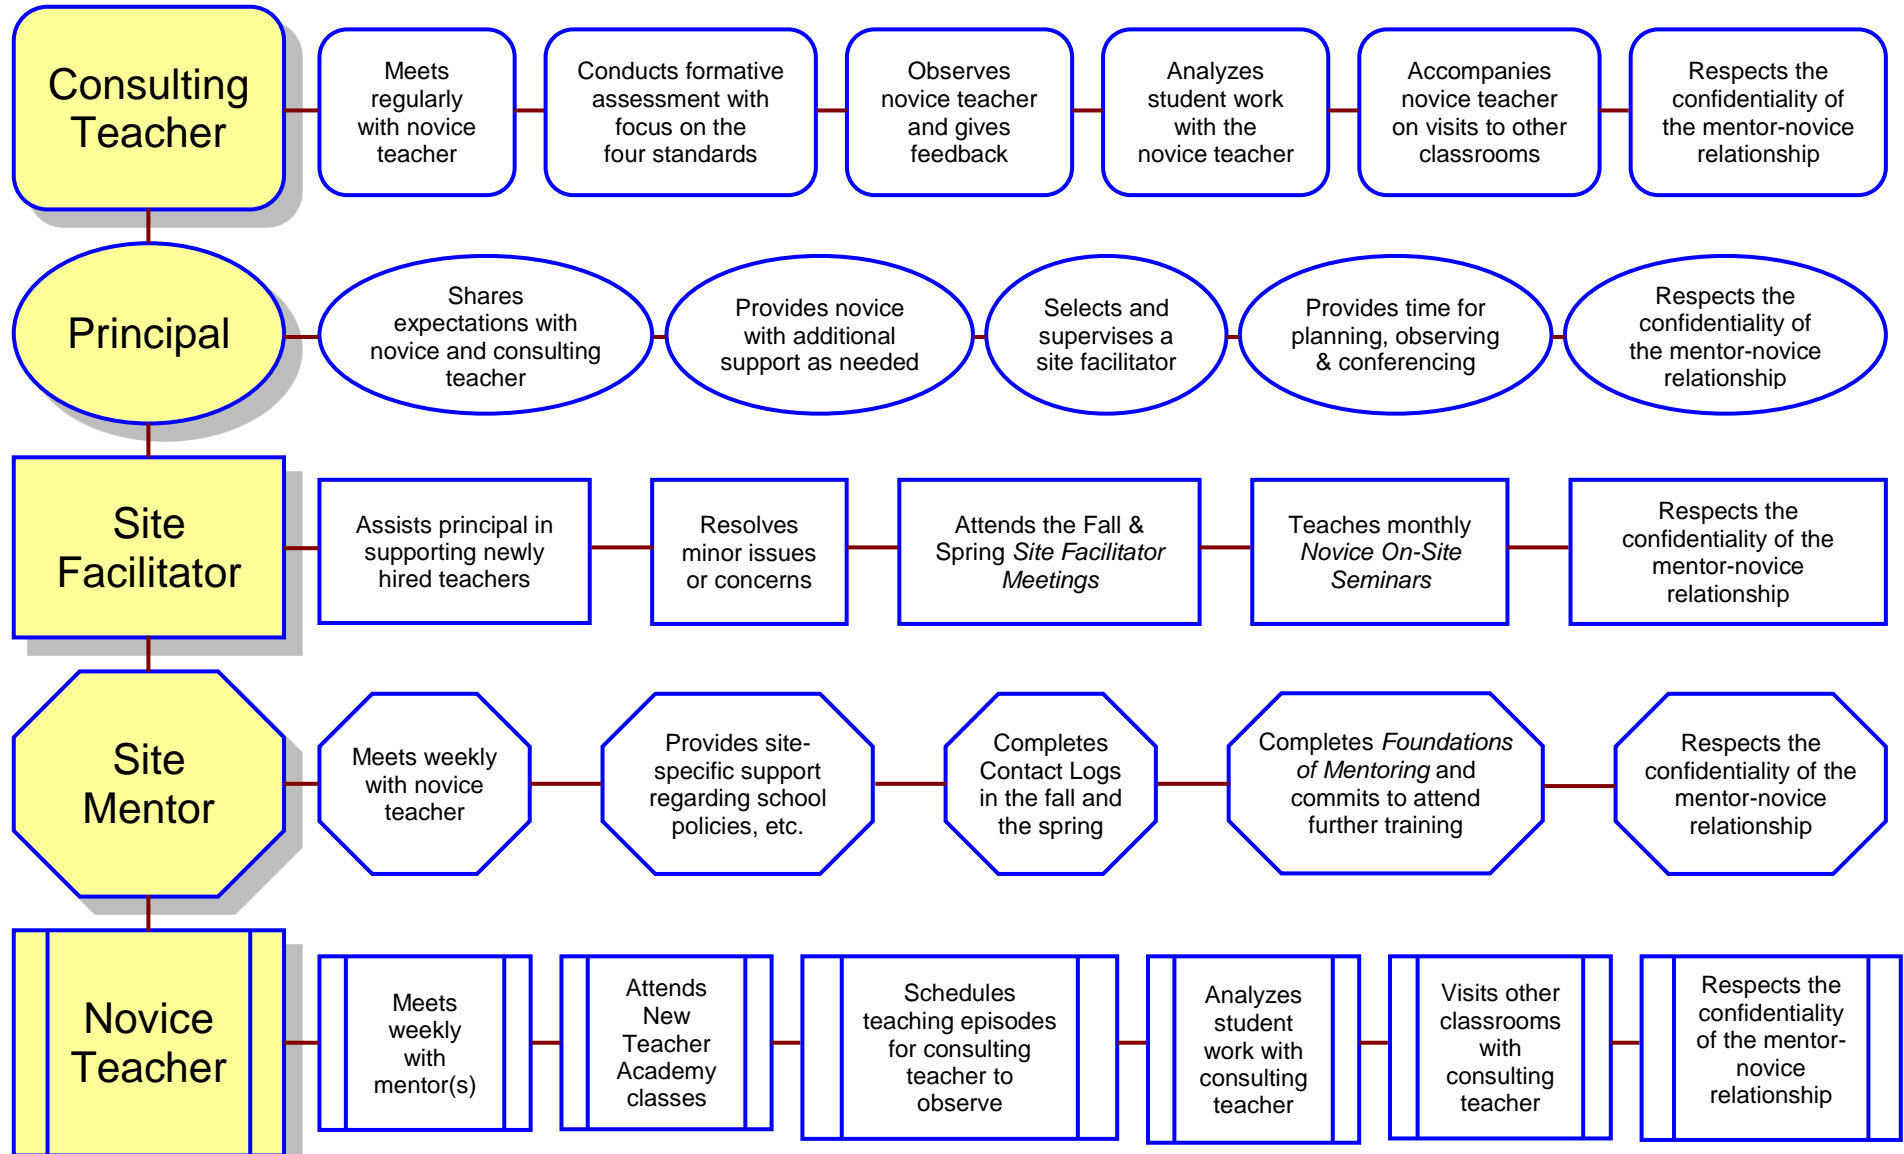 Consulting
Teacher
Meets
regularly
with novice
teacher
Conducts formative
assessment with
focus on the
four standards
Observes
novice teacher
and gives
feedback
Analyzes
student work
with the
novice teacher
Accompanies
novice teacher
on visits to other
classrooms
Respects the
confidentiality of
the mentor-novice
relationship
Principal
Shares
expectations with
novice and consulting
teacher
Provides novice
with additional
support as needed
Selects and
supervises a
site facilitator
Provides time for
planning, observing
& conferencing
Respects the
confidentiality of
the mentor-novice
relationship
Site
Facilitator
Assists principal in
supporting newly
hired teachers
Resolves
minor issues
or concerns
Attends the Fall &
Spring Site Facilitator
Meetings
Teaches monthly
Novice On-Site
Seminars
Respects the
confidentiality of the
mentor-novice
relationship
Site
Mentor
Meets weekly
with novice
teacher
Provides site-
specific support
regarding school
policies, etc.
Completes
Contact Logs
in the fall and
the spring
Completes Foundations
of Mentoring and
commits to attend
further training
Respects the
confidentiality of the
mentor-novice
relationship
Novice
Teacher
Meets
weekly
with
mentor(s)
Attends
New
Teacher
Academy
classes
Schedules
teaching episodes
for consulting
teacher to
observe
Analyzes
student
work with
consulting
teacher
Visits other
classrooms
with
consulting
teacher
Respects the
confidentiality
of the mentor-
novice
relationship